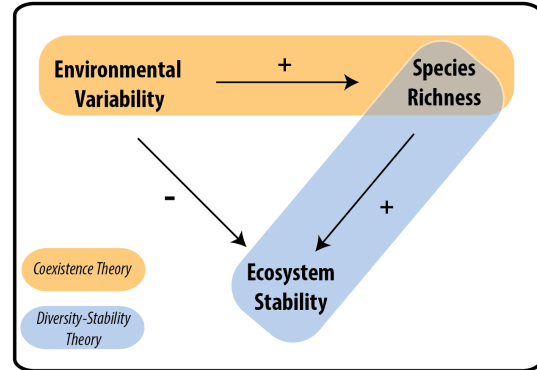 Environmental
Variability
+
Species
Richness
-
+
Ecosystem
Stability
Coexistence Theory
Diversity-Stability
Theory